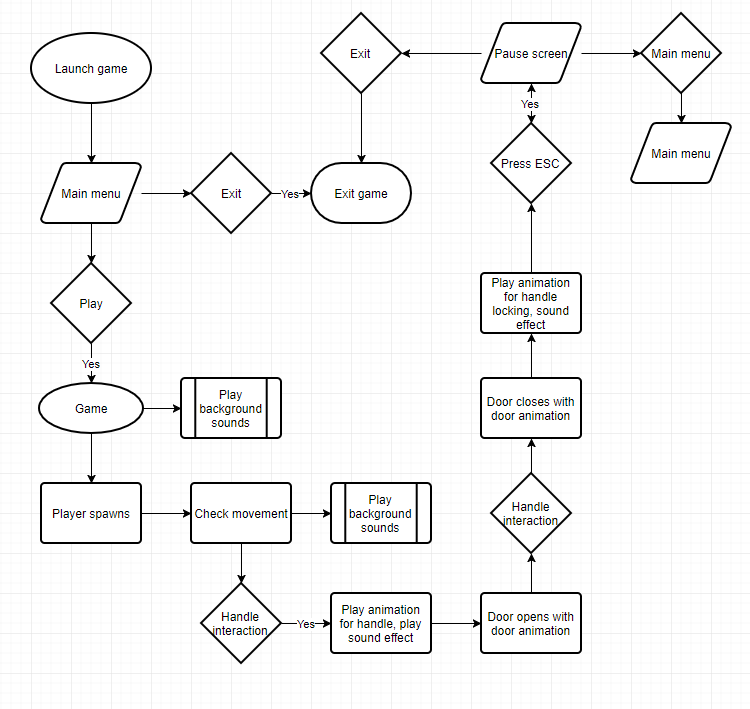 Launch game
Exit
Pause screen
Main menu
Yes
Main menu
Press ESC
Main menu
Exit
Yes
Exit game
Play
Play animation
for handle
locking, sound
effect
Yes
Game
Play
background
sounds
Door closes with
door animation
Player spawns
Check movement
Play
background
sounds
Handle
interaction
Handle
interaction
Yes
Play animation
for handle, play
sound effect
Door opens with
door animation